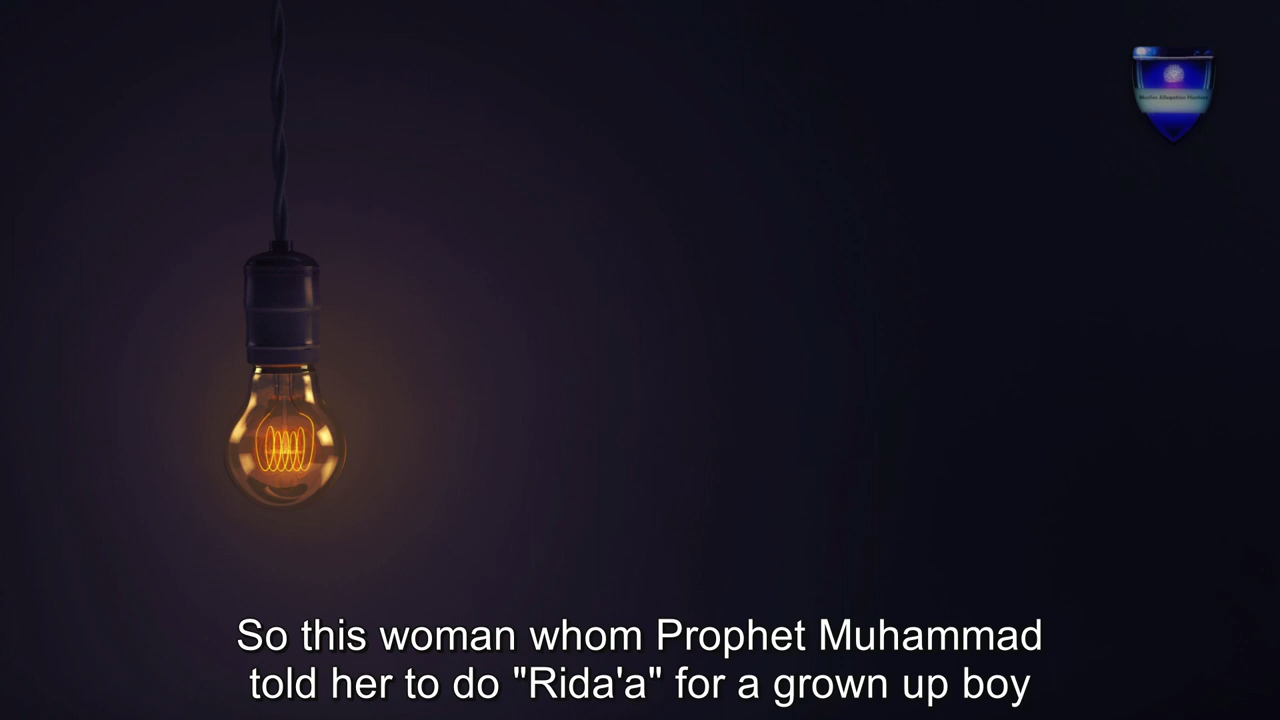 So this woman whom Prophet Muhammad
told her to do "Rida'a" for a grown up boy